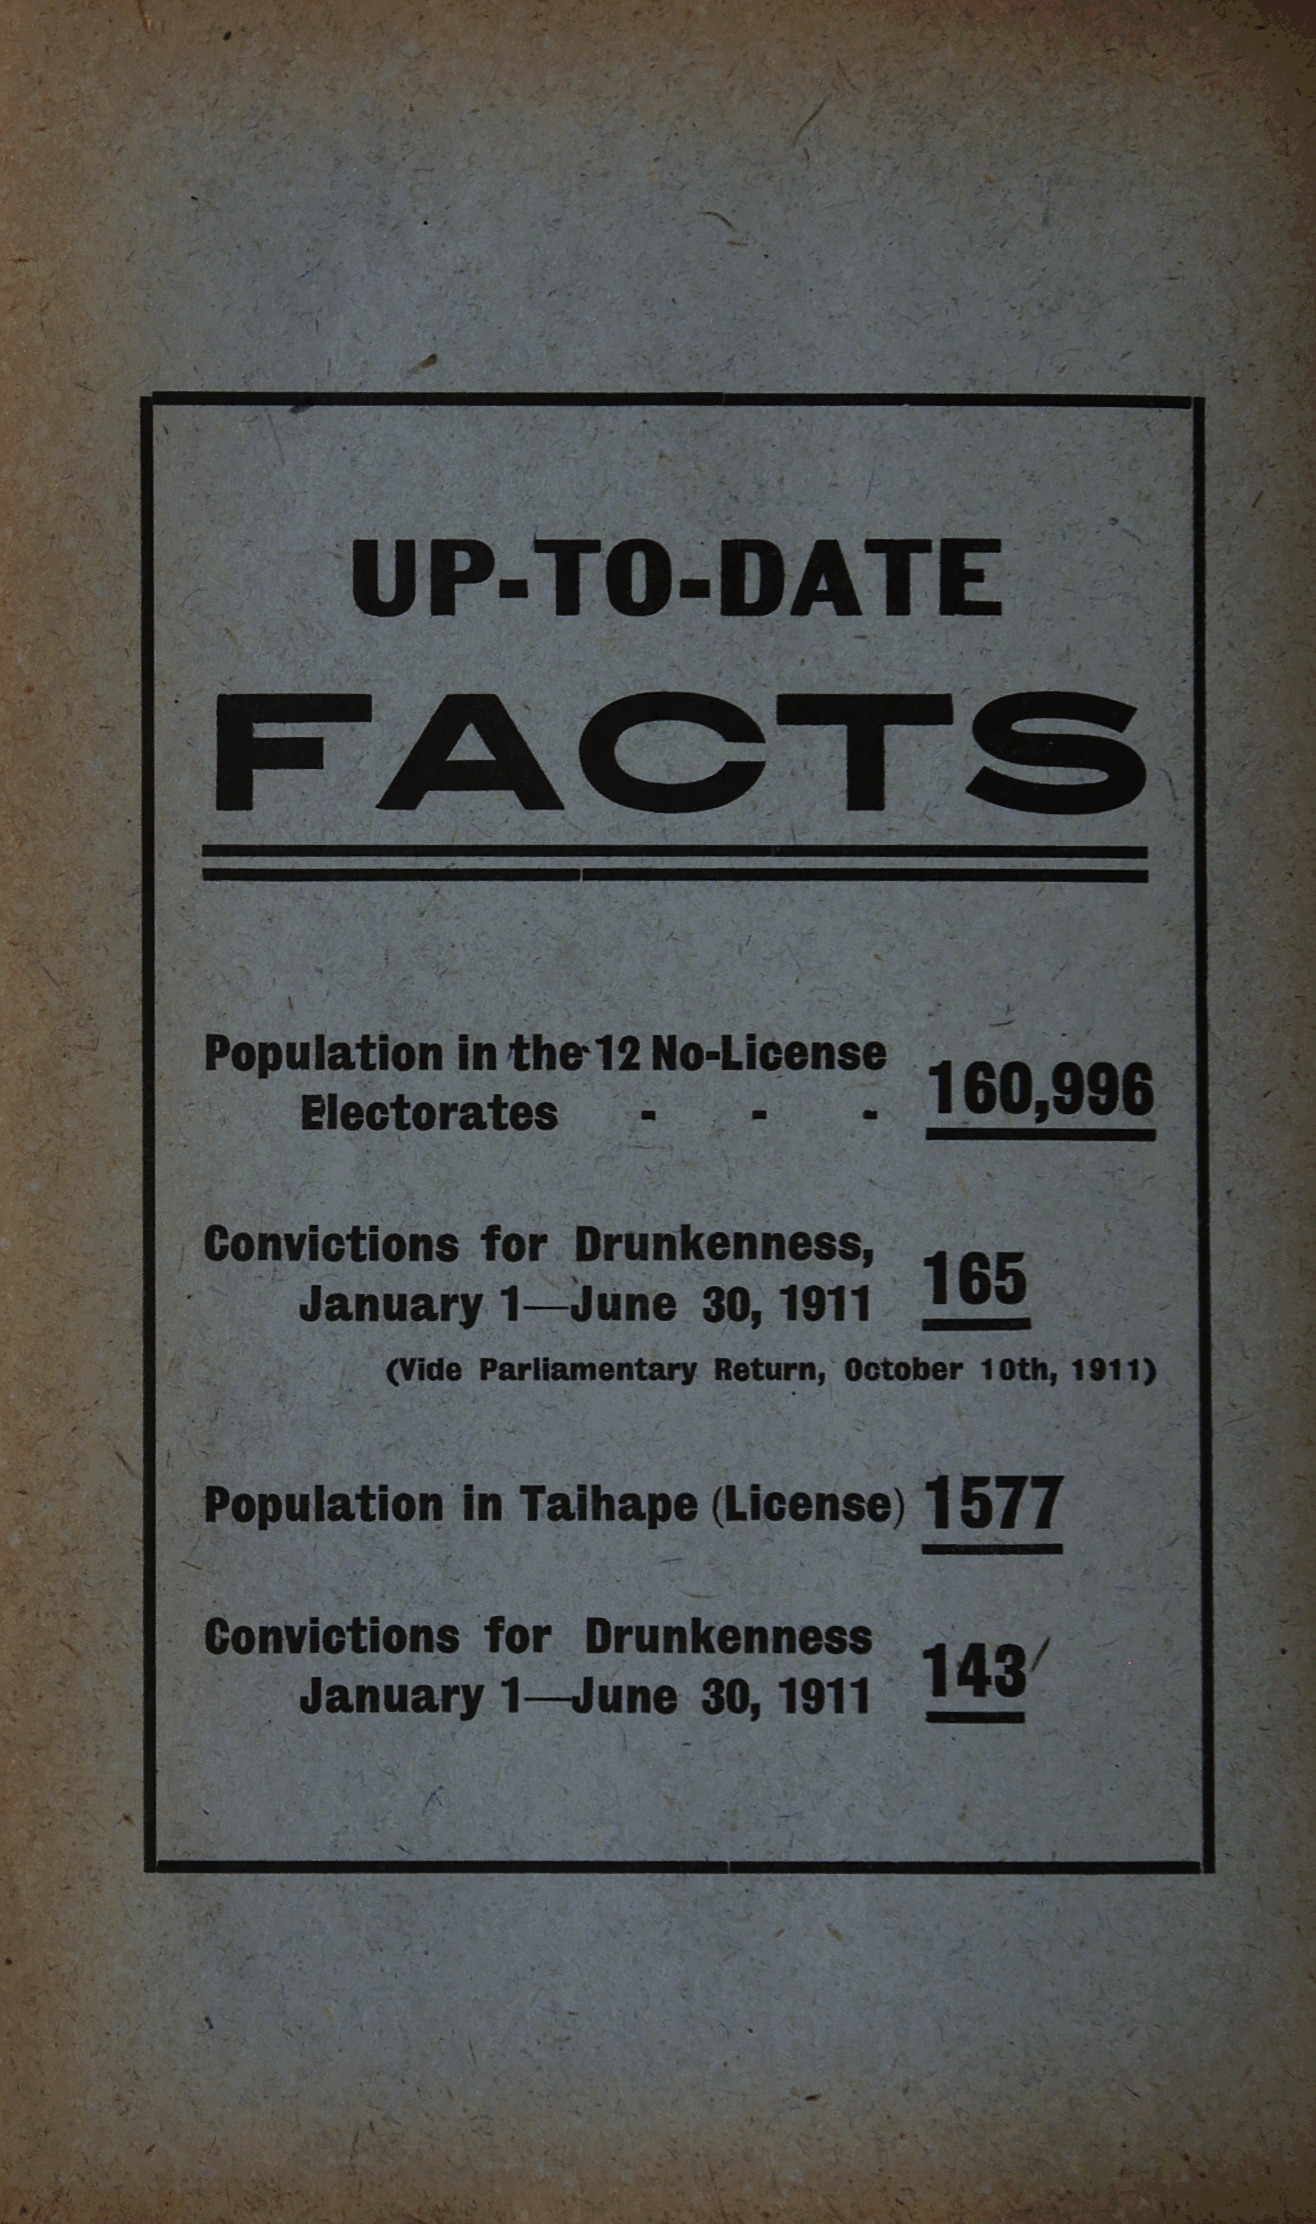 UP-TO-DATE
FACTS
Population in the 12 No-License
Electorates - - - 160,996
Convictions for Drunkenness,
January 1—June 30, 1911 165
(Vide Parliamentary Return, October 10th, 1911)
Population in Taihape (License) 1577
Convictions for Drunkenness
January 1—June 30, 1911 143